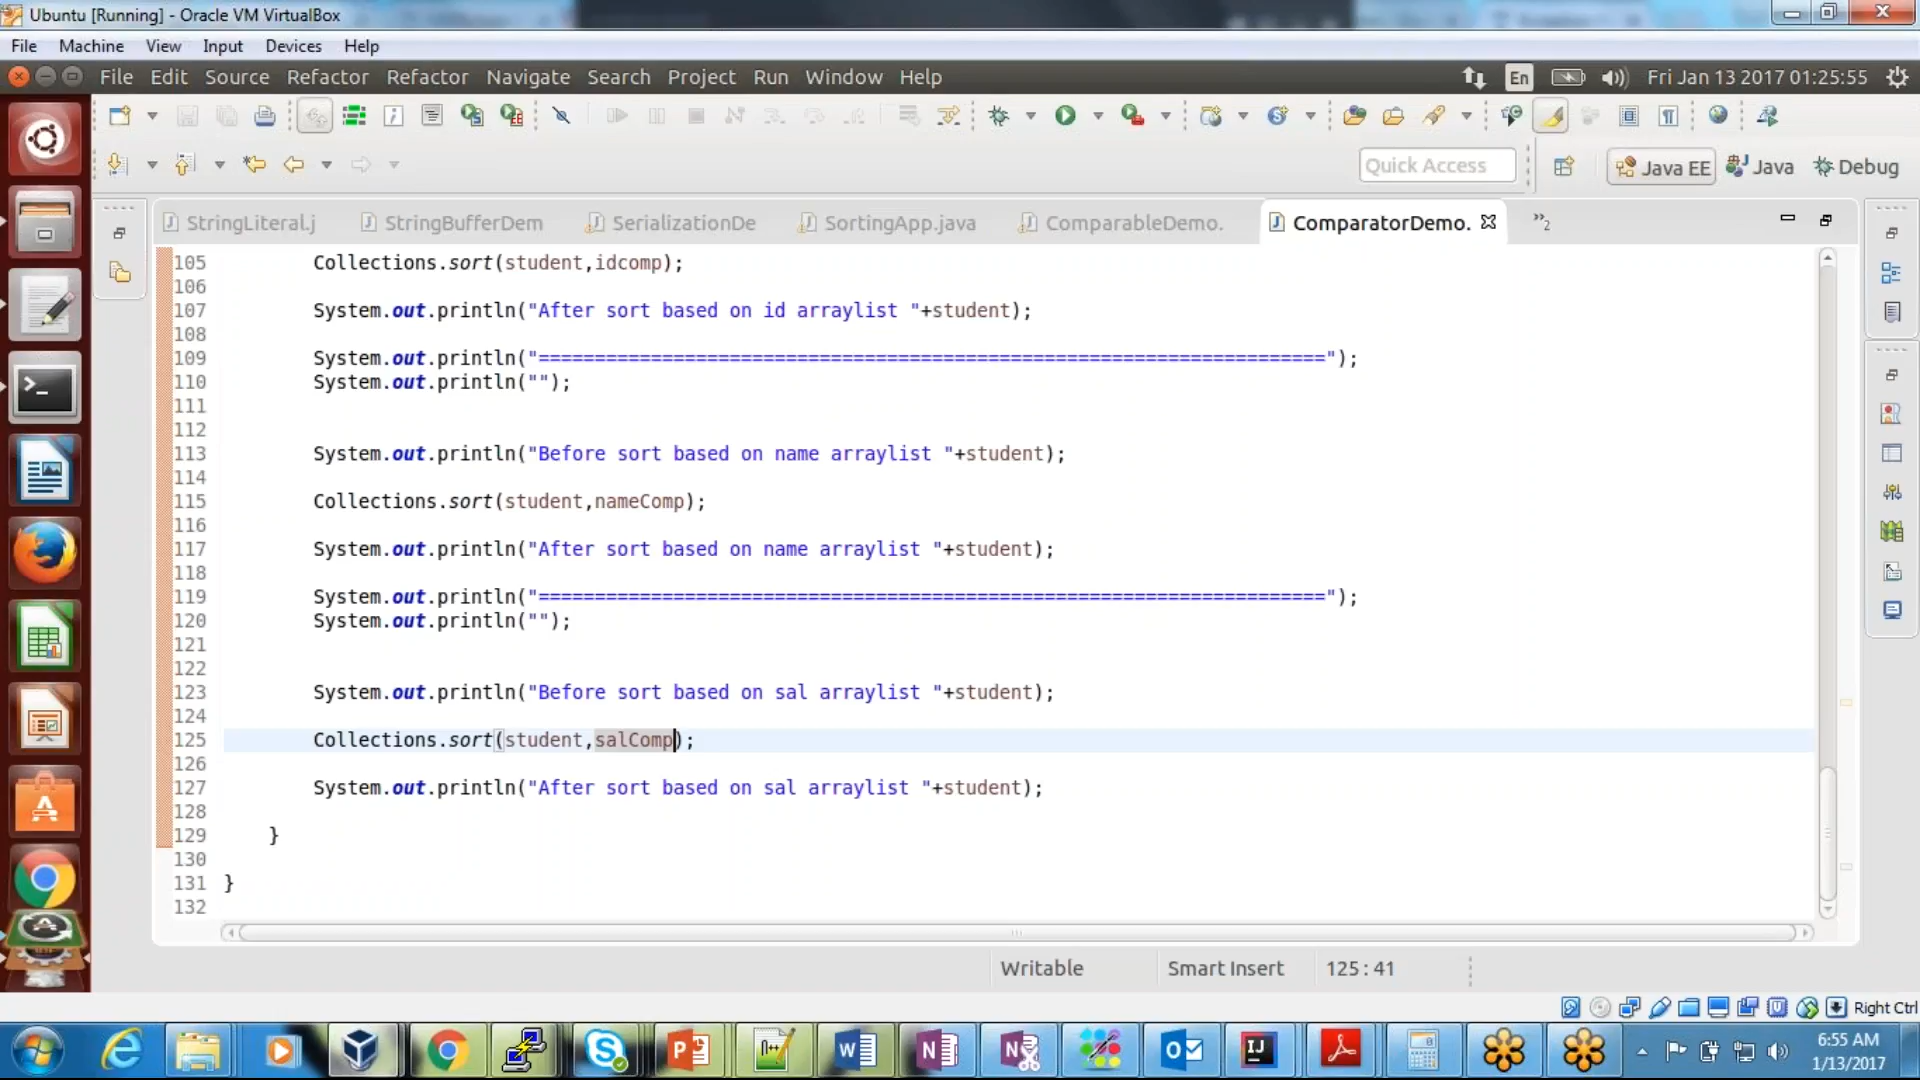 Ubuntu [Running] - Oracle VM VirtualBox
File Machine View Input Devices Help
File Edit Source Refactor Refactor Navigate Search Project Run Window Help
En Fri Jan 13 2017 01:25:55
Quick Access Java EE Java Debug
StringLiteral.j StringBufferDem SerializationDe SortingApp.java ComparableDemo. ComparatorDemo. »2
105 Collections.sort(student,idcomp);
106
107 System.out.println("After sort based on id arraylist "+student);
108
109 System.out.println("======================================================================");
110 System.out.println("");
111
112
113 System.out.println("Before sort based on name arraylist "+student);
114
115 Collections.sort(student,nameComp);
116
117 System.out.println("After sort based on name arraylist "+student);
118
119 System.out.println("======================================================================");
120 System.out.println("");
121
122
123 System.out.println("Before sort based on sal arraylist "+student);
124
125 Collections.sort(student,salComp);
126
127 System.out.println("After sort based on sal arraylist "+student);
128
129 }
130
131 }
132
Writable Smart Insert 125 : 41
Right Ctrl
6:55 AM
1/13/2017